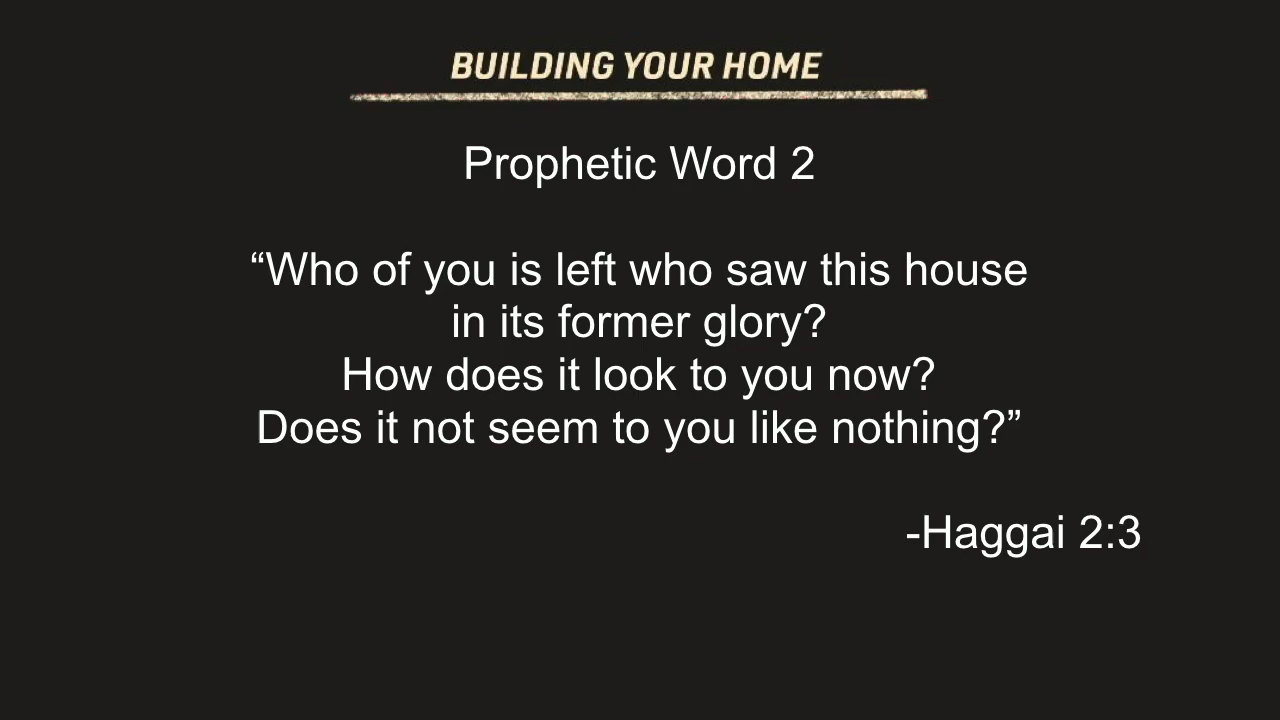 BUILDING YOUR HOME
Prophetic Word 2
“Who of you is left who saw this house
in its former glory?
How does it look to you now?
Does it not seem to you like nothing?”
-Haggai 2:3